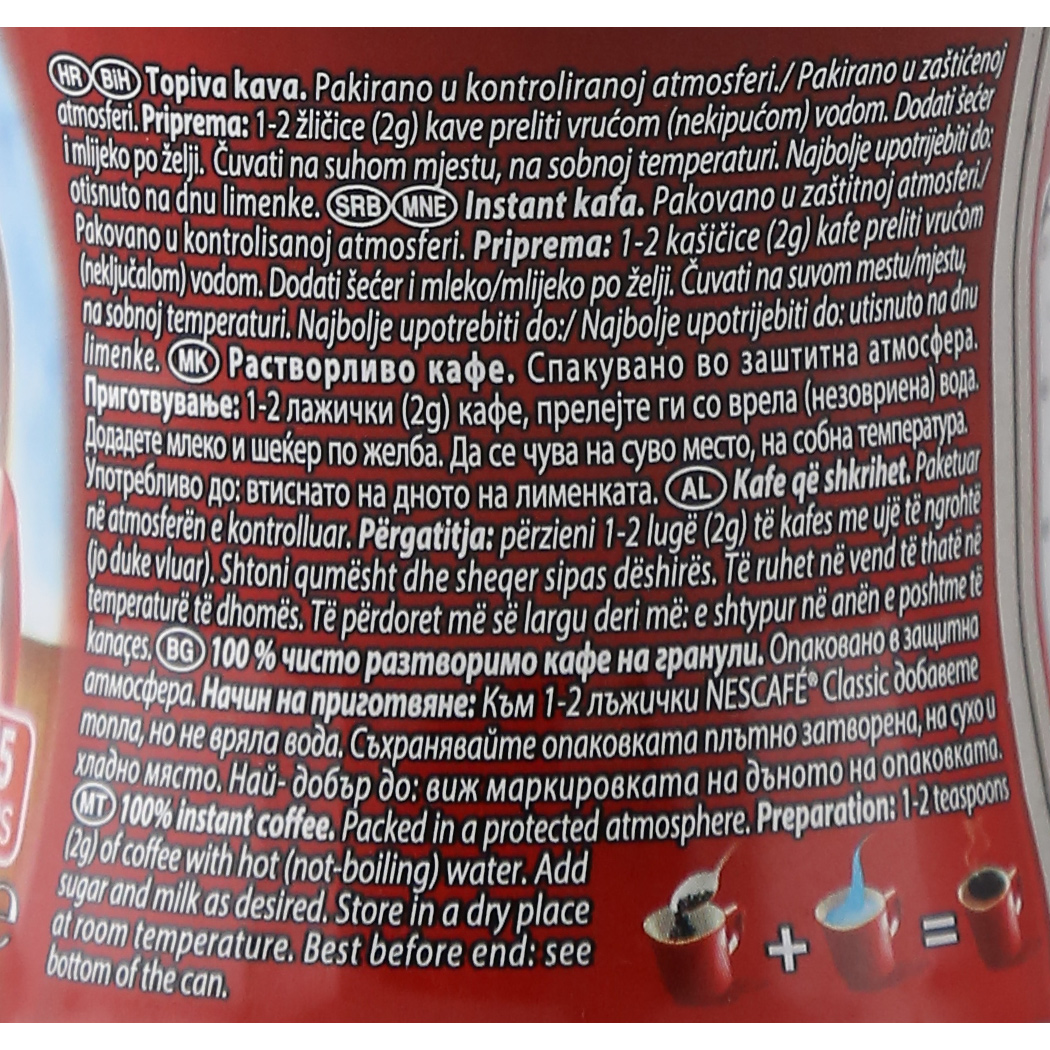 HR BiH Topiva kava. Pakirano u kontroliranoj atmosferi./ Pakirano u zaštićenoj
atmosferi. Priprema: 1-2 žličice (2g) kave preliti vrućom (nekipućom) vodom. Dodati šećer
i mlijeko po želji. Čuvati na suhom mjestu, na sobnoj temperaturi. Najbolje upotrijebiti do:
otisnuto na dnu limenke. SRB MNE Instant kafa. Pakovano u zaštitnoj atmosferi./
Pakovano u kontrolisanoj atmosferi. Priprema: 1-2 kašičice (2g) kafe preliti vrućom
(neključalom) vodom. Dodati šećer i mleko/mlijeko po želji. Čuvati na suvom mestu/mjestu,
na sobnoj temperaturi. Najbolje upotrebiti do:/ Najbolje upotrijebiti do: utisnuto na dnu
limenke. MK Растворливо кафе. Спакувано во заштитна атмосфера.
Приготвување: 1-2 лажички (2g) кафе, прелејте ги со врела (незовриена) вода.
Додадете млеко и шеќер по желба. Да се чува на суво место, на собна температура.
Употребливо до: втиснато на дното на лименката. AL Kafe që shkrihet. Paketuar
në atmosferën e kontrolluar. Përgatitja: përzieni 1-2 lugë (2g) të kafes me ujë të ngrohtë
(jo duke vluar). Shtoni qumësht dhe sheqer sipas dëshirës. Të ruhet në vend të thatë në
temperaturë të dhomës. Të përdoret më së largu deri më: e shtypur në anën e poshtme të
kanaçes. BG 100 % чисто разтворимо кафе на гранули. Опаковано в защитна
атмосфера. Начин на приготвяне: Към 1-2 лъжички NESCAFÉ® Classic добавете
топла, но не вряла вода. Съхранявайте опаковката плътно затворена, на сухо и
хладно място. Най- добър до: виж маркировката на дъното на опаковката.
MT 100% instant coffee. Packed in a protected atmosphere. Preparation: 1-2 teaspoons
(2g) of coffee with hot (not-boiling) water. Add
sugar and milk as desired. Store in a dry place
at room temperature. Best before end: see
bottom of the can.
+ =
5
S